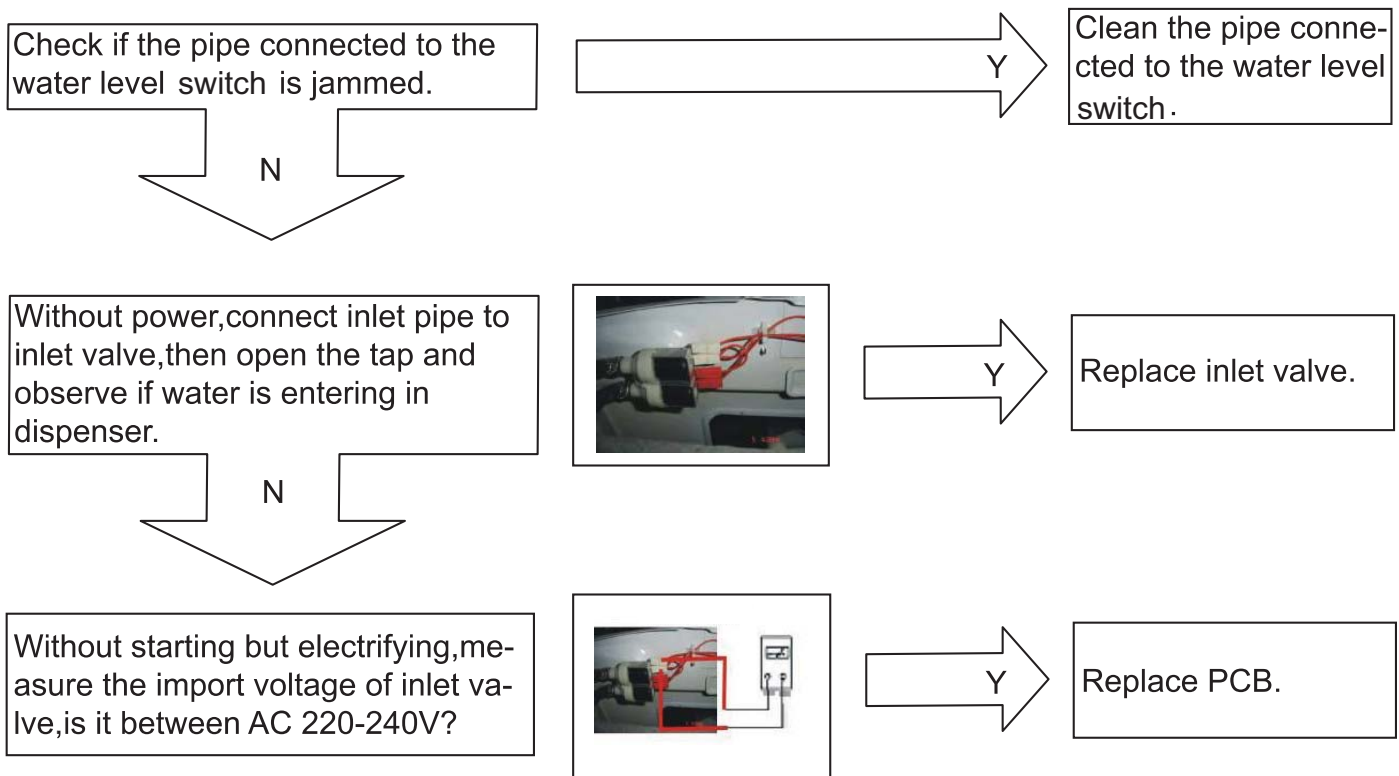 Check if the pipe connected to the
water level switch is jammed.
Y
Clean the pipe conne-
cted to the water level
switch.
N
Without power,connect inlet pipe to
inlet valve,then open the tap and
observe if water is entering in
dispenser.
Y
Replace inlet valve.
N
Without starting but electrifying,me-
asure the import voltage of inlet va-
lve,is it between AC 220-240V?
Y
Replace PCB.